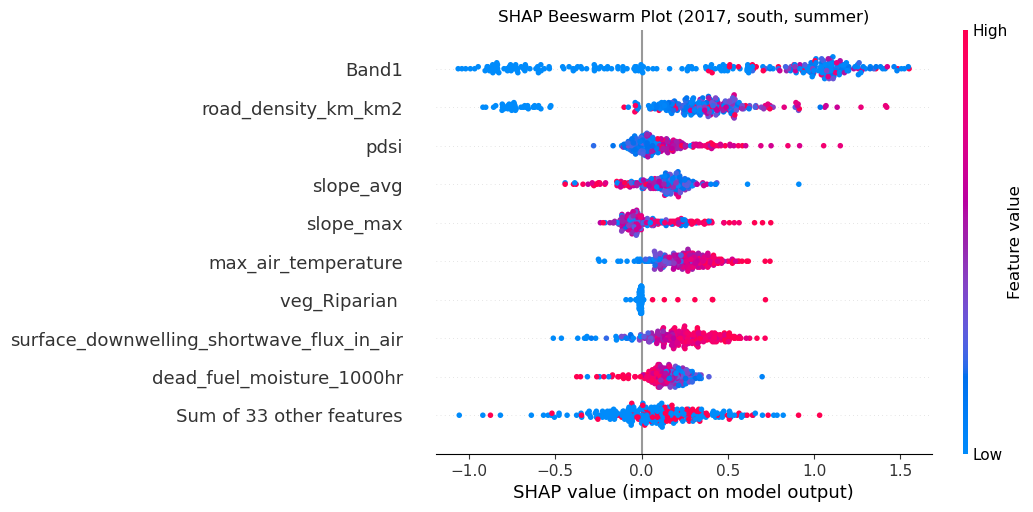 SHAP Beeswarm Plot (2017, south, summer)
High
Band1
road_density_km_km2
pdsi
slope_avg
slope_max
max_air_temperature
veg_Riparian
surface_downwelling_shortwave_flux_in_air
dead_fuel_moisture_1000hr
Sum of 33 other features
Feature value
Low
−1.0 −0.5 0.0 0.5 1.0 1.5
SHAP value (impact on model output)